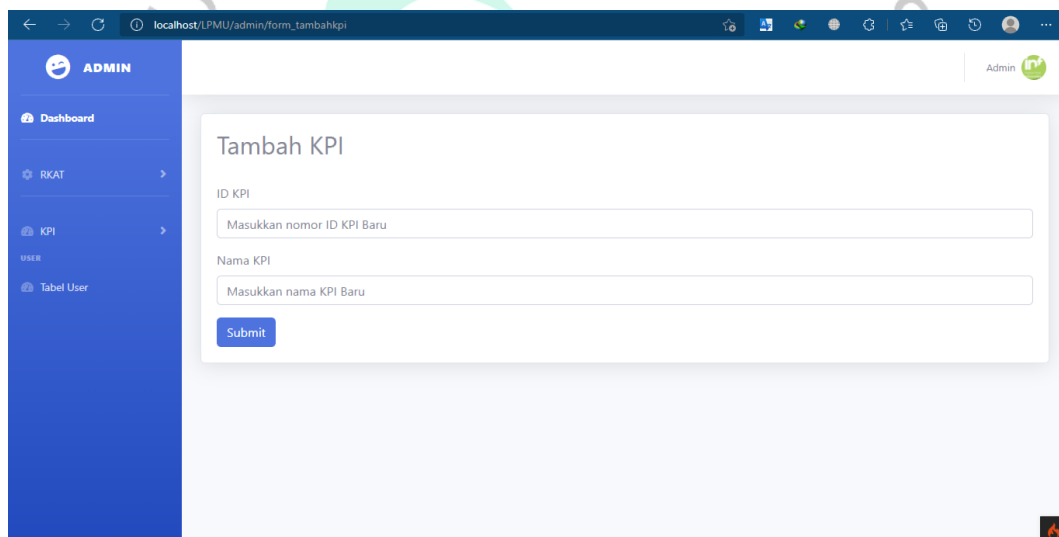 localhost/LPMU/admin/form_tambahkpi
ADMIN
Admin
Dashboard
RKAT
KPI
USER
Tabel User
Tambah KPI
ID KPI
Masukkan nomor ID KPI Baru
Nama KPI
Masukkan nama KPI Baru
Submit